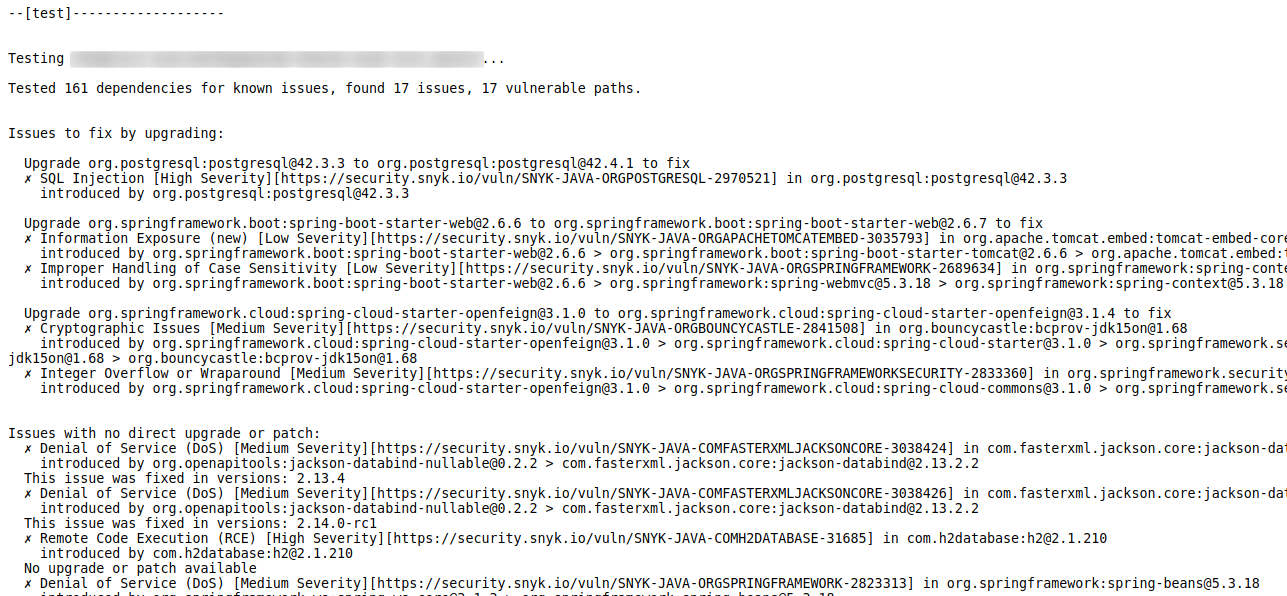 --[test]-------------------
Testing ...
Tested 161 dependencies for known issues, found 17 issues, 17 vulnerable paths.
Issues to fix by upgrading:
Upgrade org.postgresql:postgresql@42.3.3 to org.postgresql:postgresql@42.4.1 to fix
✗ SQL Injection [High Severity][https://security.snyk.io/vuln/SNYK-JAVA-ORGPOSTGRESQL-2970521] in org.postgresql:postgresql@42.3.3
introduced by org.postgresql:postgresql@42.3.3
Upgrade org.springframework.boot:spring-boot-starter-web@2.6.6 to org.springframework.boot:spring-boot-starter-web@2.6.7 to fix
✗ Information Exposure (new) [Low Severity][https://security.snyk.io/vuln/SNYK-JAVA-ORGAPACHETOMCATEMBED-3035793] in org.apache.tomcat.embed:tomcat-embed-core
introduced by org.springframework.boot:spring-boot-starter-web@2.6.6 > org.springframework.boot:spring-boot-starter-tomcat@2.6.6 > org.apache.tomcat.embed:t
✗ Improper Handling of Case Sensitivity [Low Severity][https://security.snyk.io/vuln/SNYK-JAVA-ORGSPRINGFRAMEWORK-2689634] in org.springframework:spring-conte
introduced by org.springframework.boot:spring-boot-starter-web@2.6.6 > org.springframework:spring-webmvc@5.3.18 > org.springframework:spring-context@5.3.18
Upgrade org.springframework.cloud:spring-cloud-starter-openfeign@3.1.0 to org.springframework.cloud:spring-cloud-starter-openfeign@3.1.4 to fix
✗ Cryptographic Issues [Medium Severity][https://security.snyk.io/vuln/SNYK-JAVA-ORGBOUNCYCASTLE-2841508] in org.bouncycastle:bcprov-jdk15on@1.68
introduced by org.springframework.cloud:spring-cloud-starter-openfeign@3.1.0 > org.springframework.cloud:spring-cloud-starter@3.1.0 > org.springframework.se
jdk15on@1.68 > org.bouncycastle:bcprov-jdk15on@1.68
✗ Integer Overflow or Wraparound [Medium Severity][https://security.snyk.io/vuln/SNYK-JAVA-ORGSPRINGFRAMEWORKSECURITY-2833360] in org.springframework.security
introduced by org.springframework.cloud:spring-cloud-starter-openfeign@3.1.0 > org.springframework.cloud:spring-cloud-commons@3.1.0 > org.springframework.se
Issues with no direct upgrade or patch:
✗ Denial of Service (DoS) [Medium Severity][https://security.snyk.io/vuln/SNYK-JAVA-COMFASTERXMLJACKSONCORE-3038424] in com.fasterxml.jackson.core:jackson-dat
introduced by org.openapitools:jackson-databind-nullable@0.2.2 > com.fasterxml.jackson.core:jackson-databind@2.13.2.2
This issue was fixed in versions: 2.13.4
✗ Denial of Service (DoS) [Medium Severity][https://security.snyk.io/vuln/SNYK-JAVA-COMFASTERXMLJACKSONCORE-3038426] in com.fasterxml.jackson.core:jackson-dat
introduced by org.openapitools:jackson-databind-nullable@0.2.2 > com.fasterxml.jackson.core:jackson-databind@2.13.2.2
This issue was fixed in versions: 2.14.0-rc1
✗ Remote Code Execution (RCE) [High Severity][https://security.snyk.io/vuln/SNYK-JAVA-COMH2DATABASE-31685] in com.h2database:h2@2.1.210
introduced by com.h2database:h2@2.1.210
No upgrade or patch available
✗ Denial of Service (DoS) [Medium Severity][https://security.snyk.io/vuln/SNYK-JAVA-ORGSPRINGFRAMEWORK-2823313] in org.springframework:spring-beans@5.3.18